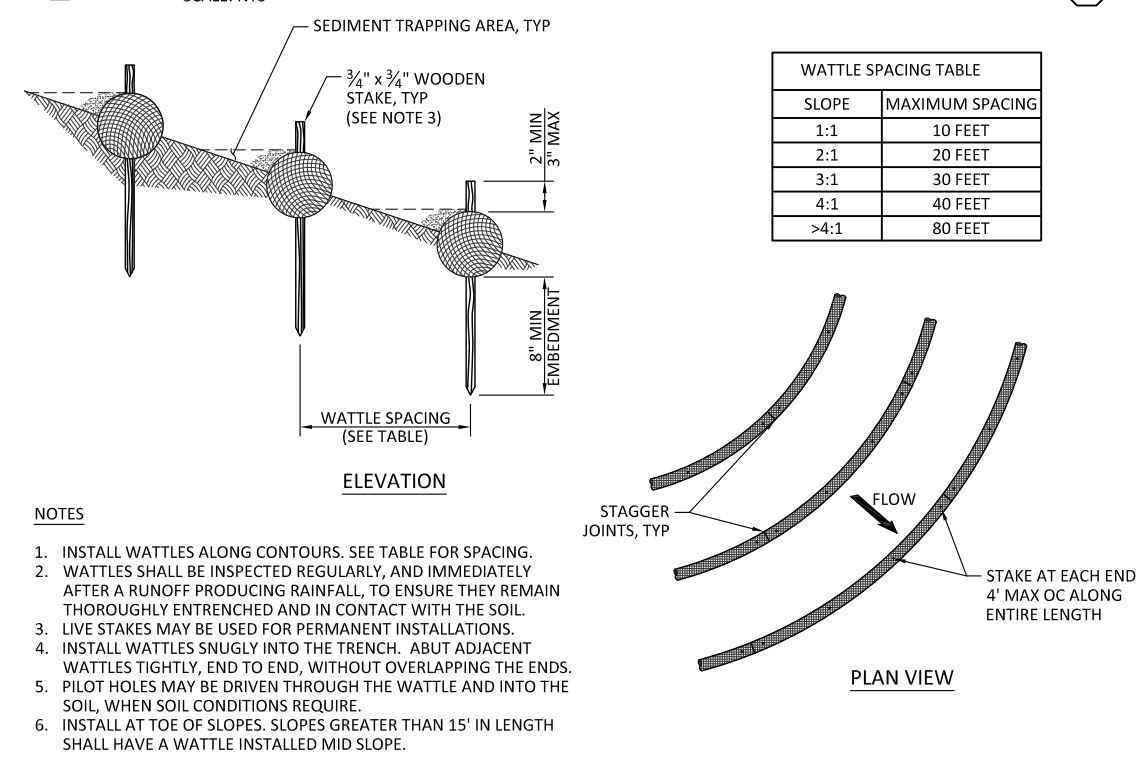 SEDIMENT TRAPPING AREA, TYP
3/4" x 3/4" WOODEN
STAKE, TYP
(SEE NOTE 3)
2" MIN
3" MAX
8" MIN
EMBEDMENT
WATTLE SPACING
(SEE TABLE)
ELEVATION
WATTLE SPACING TABLE
SLOPE MAXIMUM SPACING
1:1 10 FEET
2:1 20 FEET
3:1 30 FEET
4:1 40 FEET
>4:1 80 FEET
STAGGER
JOINTS, TYP
FLOW
STAKE AT EACH END
4' MAX OC ALONG
ENTIRE LENGTH
PLAN VIEW
NOTES
1. INSTALL WATTLES ALONG CONTOURS. SEE TABLE FOR SPACING.
2. WATTLES SHALL BE INSPECTED REGULARLY, AND IMMEDIATELY
AFTER A RUNOFF PRODUCING RAINFALL, TO ENSURE THEY REMAIN
THOROUGHLY ENTRENCHED AND IN CONTACT WITH THE SOIL.
3. LIVE STAKES MAY BE USED FOR PERMANENT INSTALLATIONS.
4. INSTALL WATTLES SNUGLY INTO THE TRENCH. ABUT ADJACENT
WATTLES TIGHTLY, END TO END, WITHOUT OVERLAPPING THE ENDS.
5. PILOT HOLES MAY BE DRIVEN THROUGH THE WATTLE AND INTO THE
SOIL, WHEN SOIL CONDITIONS REQUIRE.
6. INSTALL AT TOE OF SLOPES. SLOPES GREATER THAN 15' IN LENGTH
SHALL HAVE A WATTLE INSTALLED MID SLOPE.